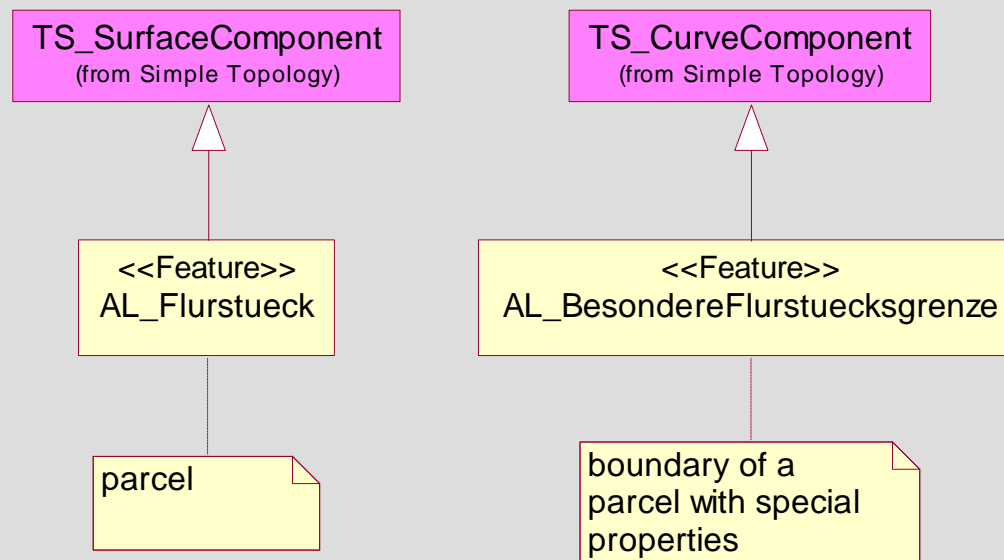 TS_SurfaceComponent
(from Simple Topology)
<<Feature>>
AL_Flurstueck
parcel
TS_CurveComponent
(from Simple Topology)
<<Feature>>
AL_BesondereFlurstuecksgrenze
boundary of a
parcel with special
properties